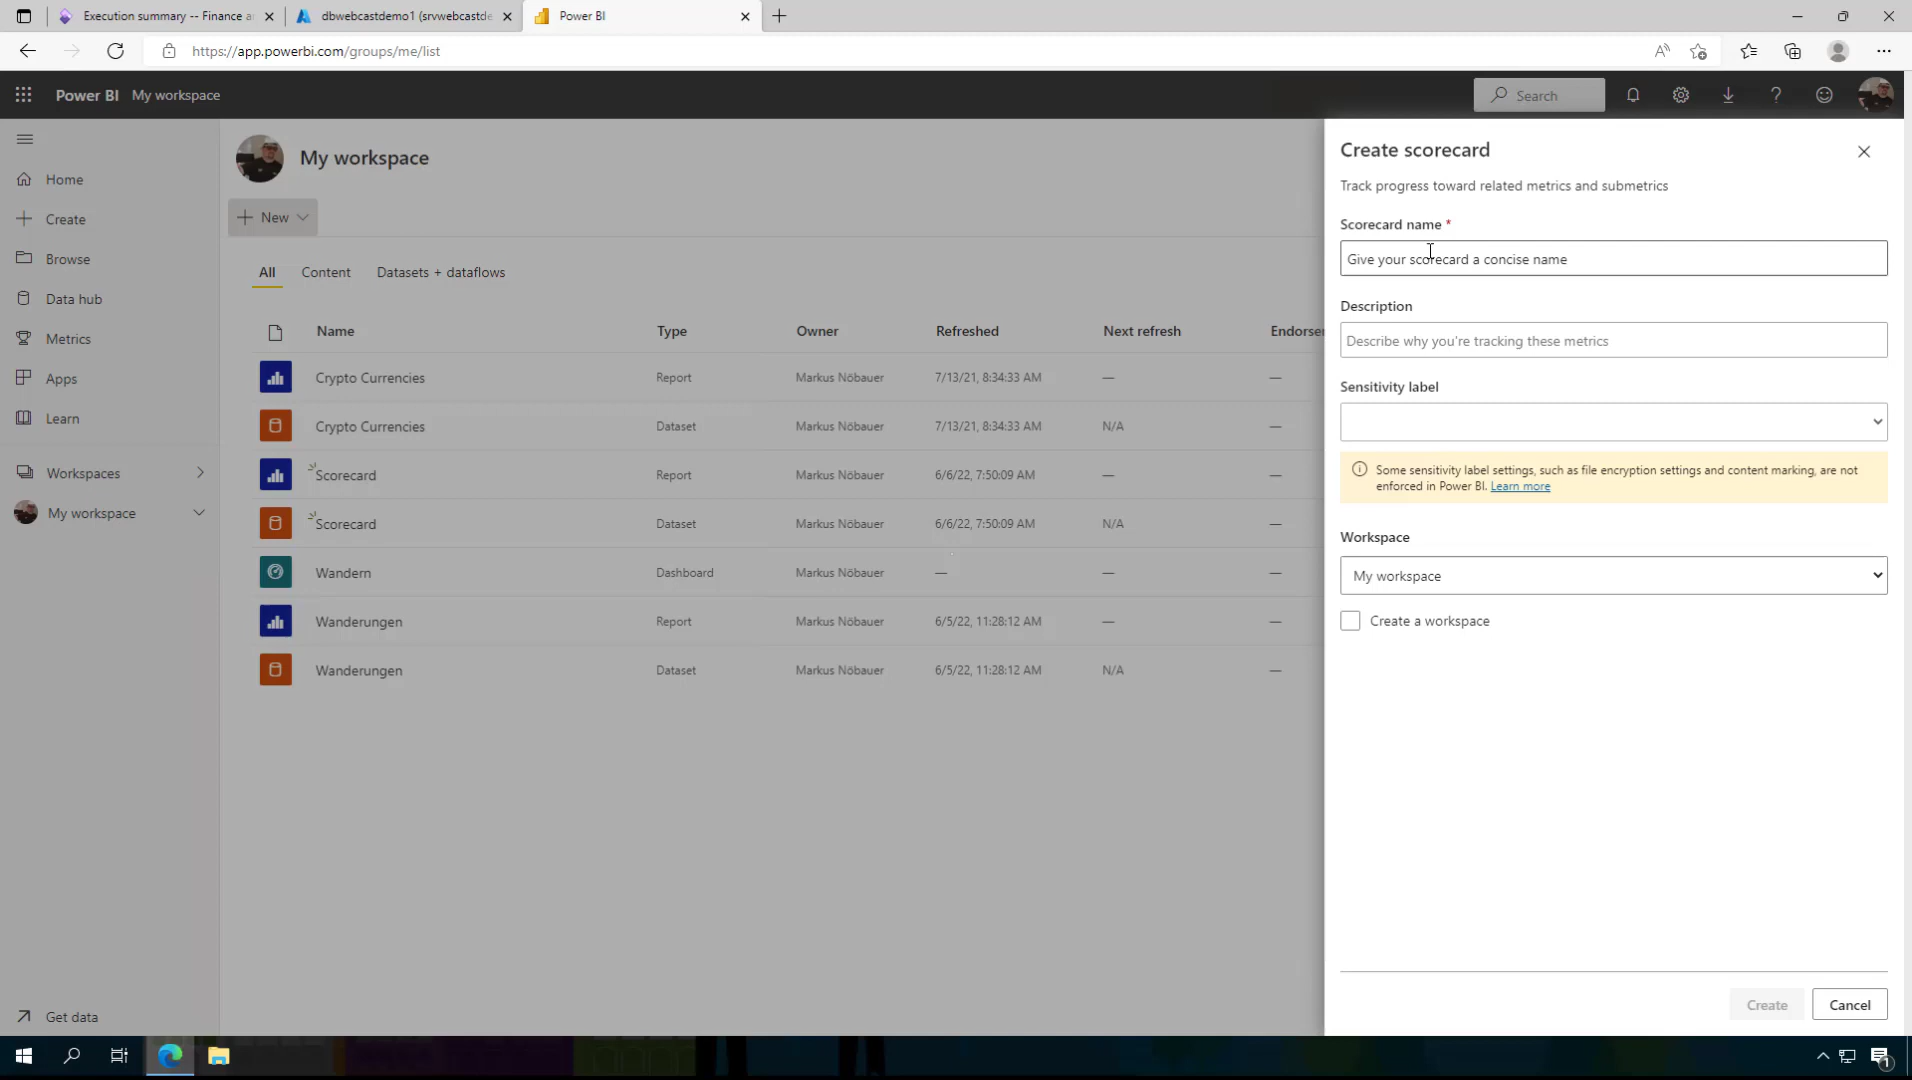 Execution summary -- Finance a
dbwebcastdemo1 (srvwebcastde
Power BI
https://app.powerbi.com/groups/me/list
Power BI My workspace
Search
Home
Create
Browse
Data hub
Metrics
Apps
Learn
Workspaces
My workspace
Get data
My workspace
New
All Content Datasets + dataflows
Name Type Owner Refreshed Next refresh Endorse
Crypto Currencies Report Markus Nöbauer 7/13/21, 8:34:33 AM — —
Crypto Currencies Dataset Markus Nöbauer 7/13/21, 8:34:33 AM N/A —
Scorecard Report Markus Nöbauer 6/6/22, 7:50:09 AM — —
Scorecard Dataset Markus Nöbauer 6/6/22, 7:50:09 AM N/A —
Wandern Dashboard Markus Nöbauer — — —
Wanderungen Report Markus Nöbauer 6/5/22, 11:28:12 AM — —
Wanderungen Dataset Markus Nöbauer 6/5/22, 11:28:12 AM N/A —
Create scorecard
Track progress toward related metrics and submetrics
Scorecard name *
Give your scorecard a concise name
Description
Describe why you're tracking these metrics
Sensitivity label
Some sensitivity label settings, such as file encryption settings and content marking, are not
enforced in Power BI. Learn more
Workspace
My workspace
Create a workspace
Create Cancel
1